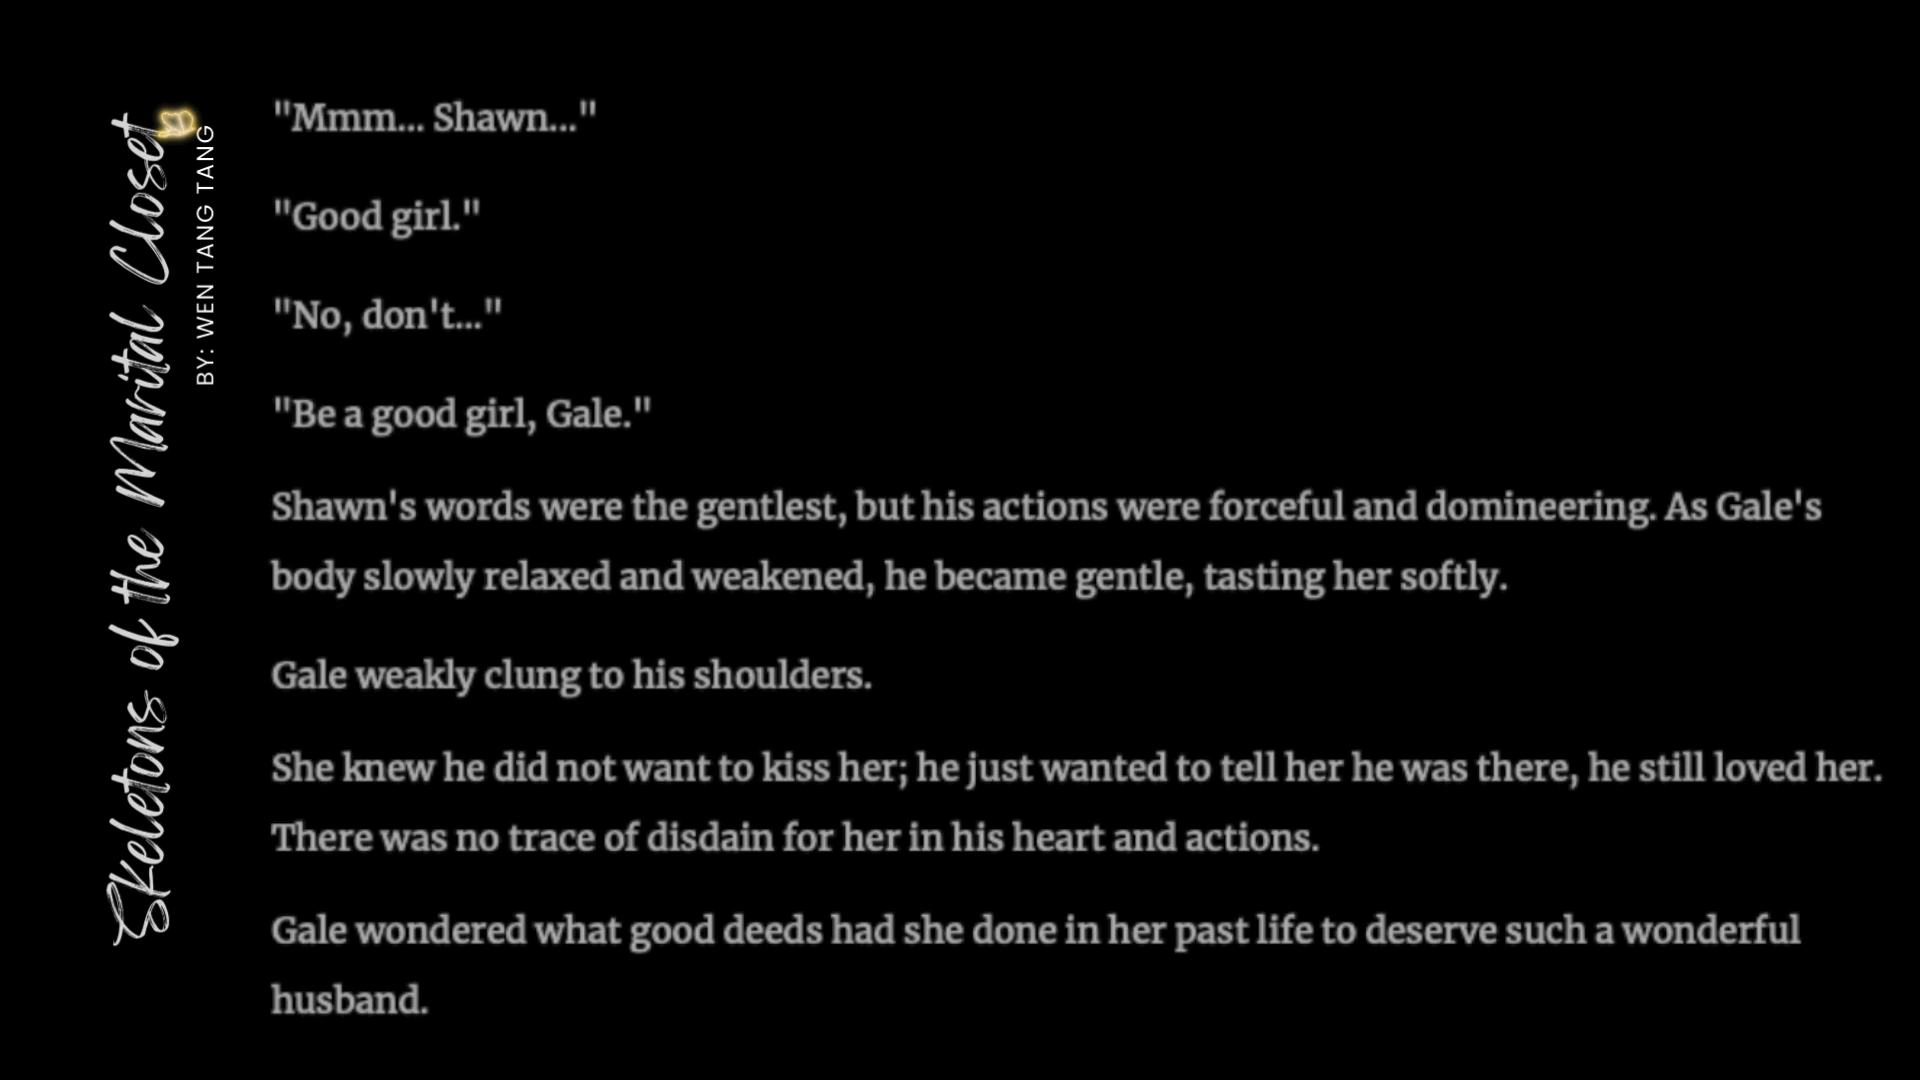 Skeletons of the Marital Closet
BY: WEN TANG TANG
"Mmm... Shawn..."
"Good girl."
"No, don't..."
"Be a good girl, Gale."
Shawn's words were the gentlest, but his actions were forceful and domineering. As Gale's
body slowly relaxed and weakened, he became gentle, tasting her softly.
Gale weakly clung to his shoulders.
She knew he did not want to kiss her; he just wanted to tell her he was there, he still loved her.
There was no trace of disdain for her in his heart and actions.
Gale wondered what good deeds had she done in her past life to deserve such a wonderful
husband.